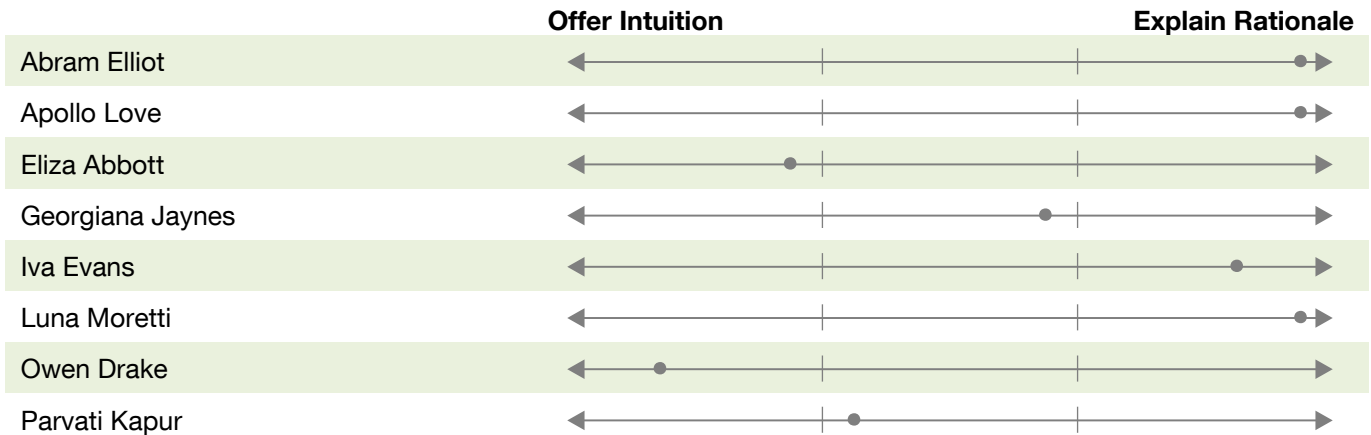 Offer Intuition Explain Rationale
Abram Elliot
Apollo Love
Eliza Abbott
Georgiana Jaynes
Iva Evans
Luna Moretti
Owen Drake
Parvati Kapur